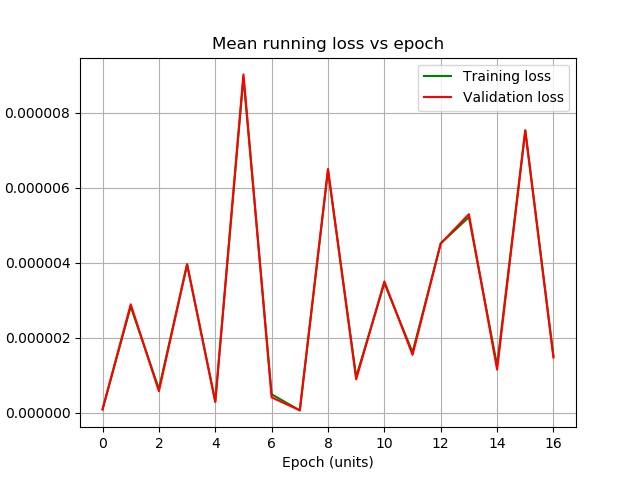 Mean running loss vs epoch
Training loss
Validation loss
0.000008
0.000006
0.000004
0.000002
0.000000
0 2 4 6 8 10 12 14 16
Epoch (units)